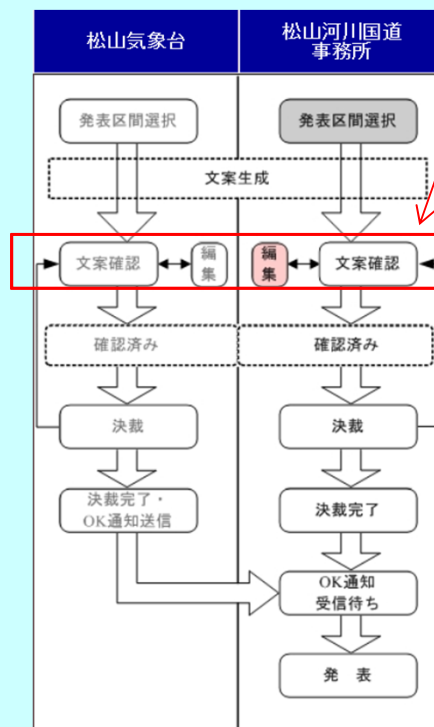 松山気象台
松山河川国道
事務所
発表区間選択
発表区間選択
文案生成
文案確認
編
集
編
集
文案確認
確認済み
確認済み
決裁
決裁
決裁完了・
OK通知送信
決裁完了
OK通知
受信待ち
発 表